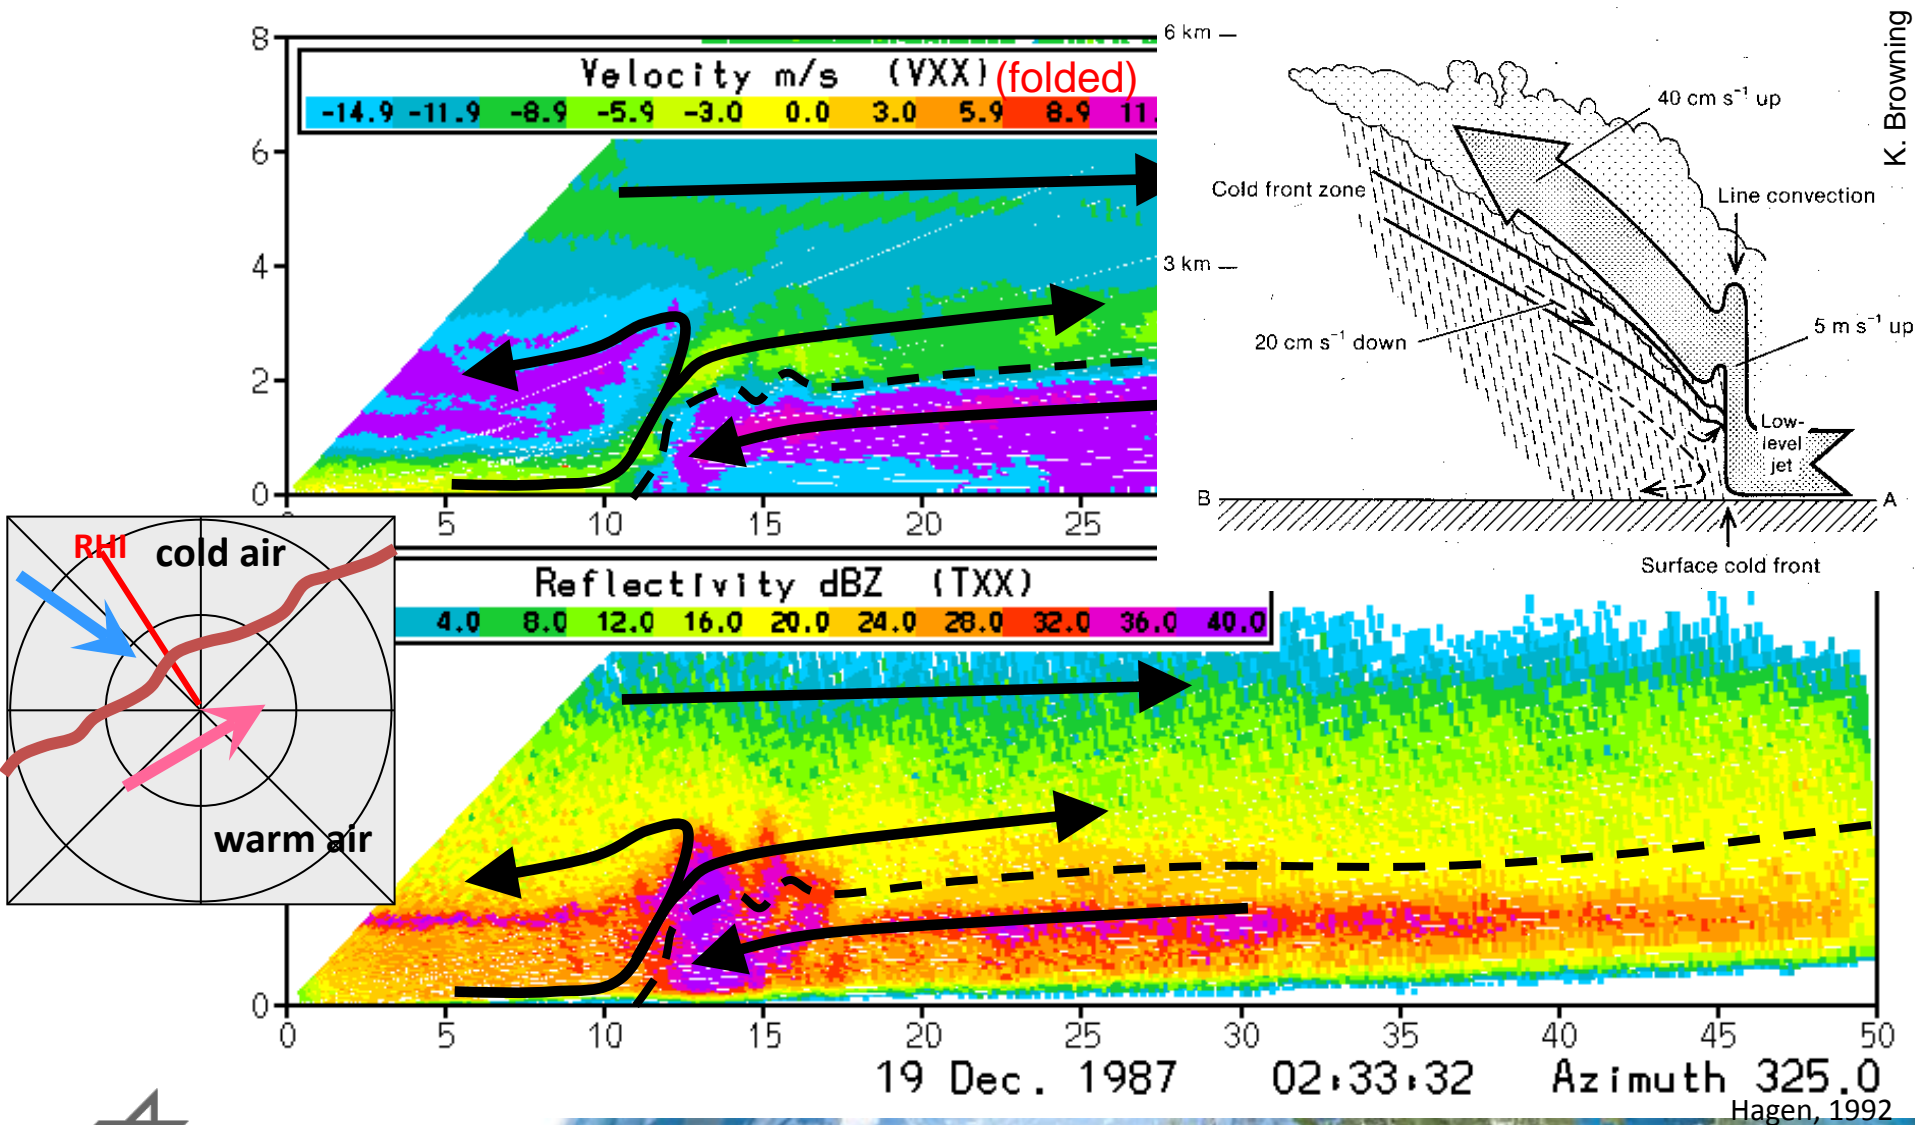 8
Velocity m/s (VXX) (folded)
-14.9 -11.9 -8.9 -5.9 -3.0 0.0 3.0 5.9 8.9 11.
6
4
2
0
5 10 15 20 25
6 km
K. Browning
40 cm s⁻¹ up
Cold front zone
Line convection
3 km
5 m s⁻¹ up
20 cm s⁻¹ down
Low-
level
jet
B
A
Surface cold front
RHI
cold air
warm air
Reflectivity dBZ (TXX)
4.0 8.0 12.0 16.0 20.0 24.0 28.0 32.0 36.0 40.0
0
0 5 10 15 20 25 30 35 40 45 50
19 Dec. 1987 02:33:32 Azimuth 325.0
Hagen, 1992